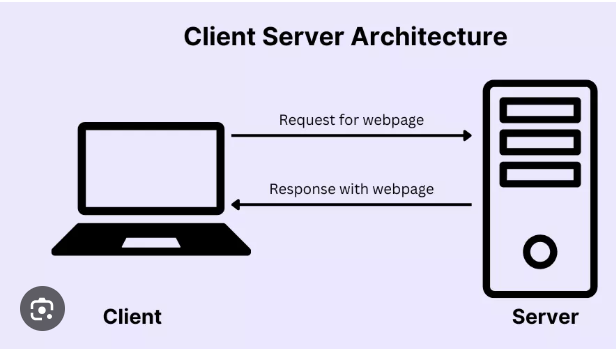 Client Server Architecture
Request for webpage
Response with webpage
Client
Server